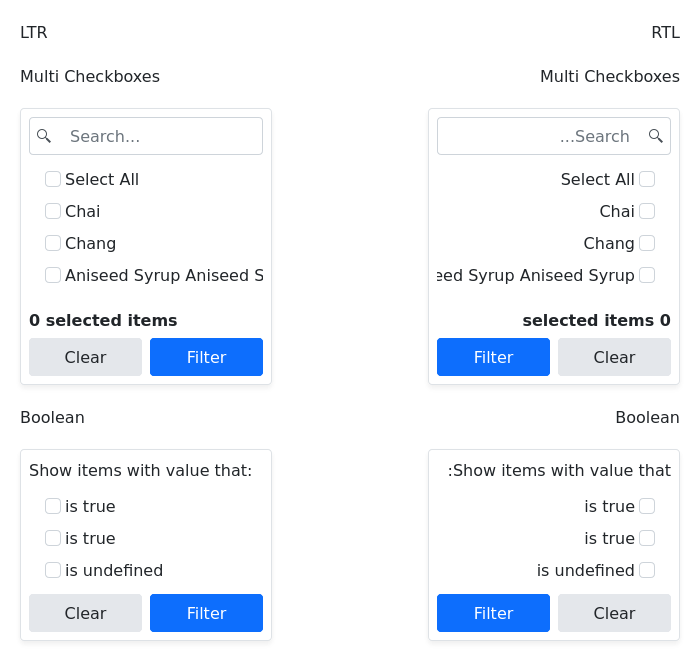 LTR
RTL
Multi Checkboxes
Multi Checkboxes
Search...
Select All
Chai
Chang
Aniseed Syrup Aniseed S
0 selected items
Clear
Filter
...Search
Select All
Chai
Chang
eed Syrup Aniseed Syrup
selected items 0
Filter
Clear
Boolean
Boolean
Show items with value that:
is true
is true
is undefined
Clear
Filter
:Show items with value that
is true
is true
is undefined
Filter
Clear